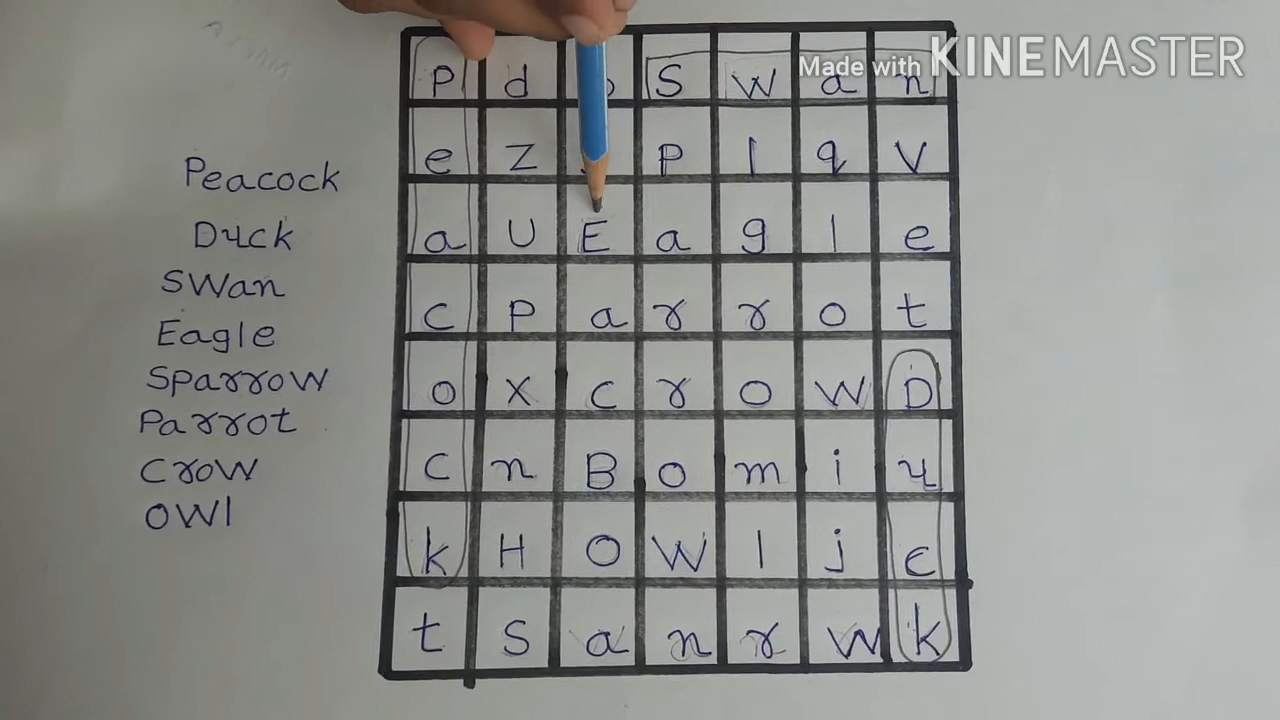 Made with KINEMASTER
Peacock
Duck
Swan
Eagle
Sparrow
Parrot
Crow
Owl
P d S w a n
e z P l q v
a U E a g l e
c P a r r o t
o x c r o w D
c n B o m i u
k H O W l j c
t S a n r w k